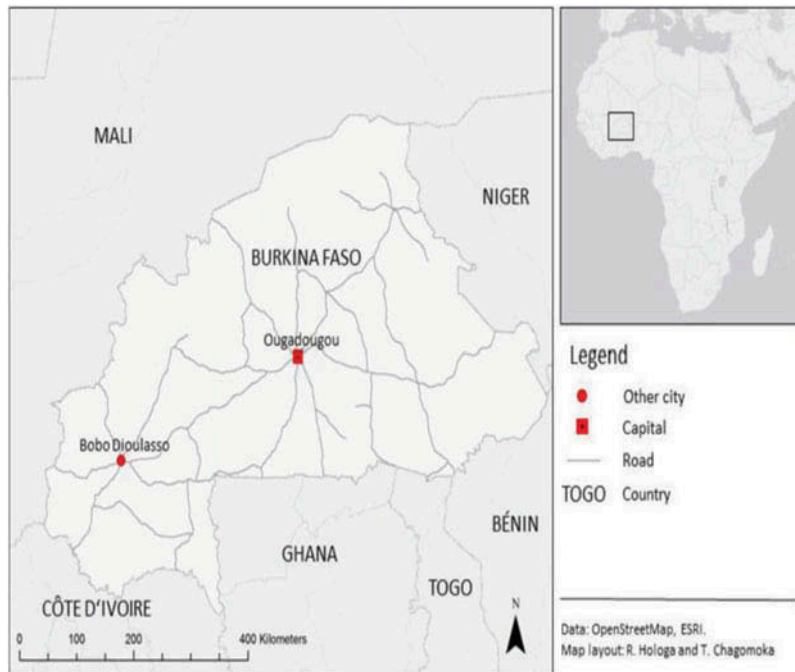 MALI
NIGER
BURKINA FASO
Ougadougou
Bobo Dioulasso
BÉNIN
GHANA
TOGO
CÔTE D'IVOIRE
N
0 100 200 400 Kilometers
Legend
Other city
Capital
Road
TOGO Country
Data: OpenStreetMap, ESRI.
Map layout: R. Hologa and T. Chagomoka